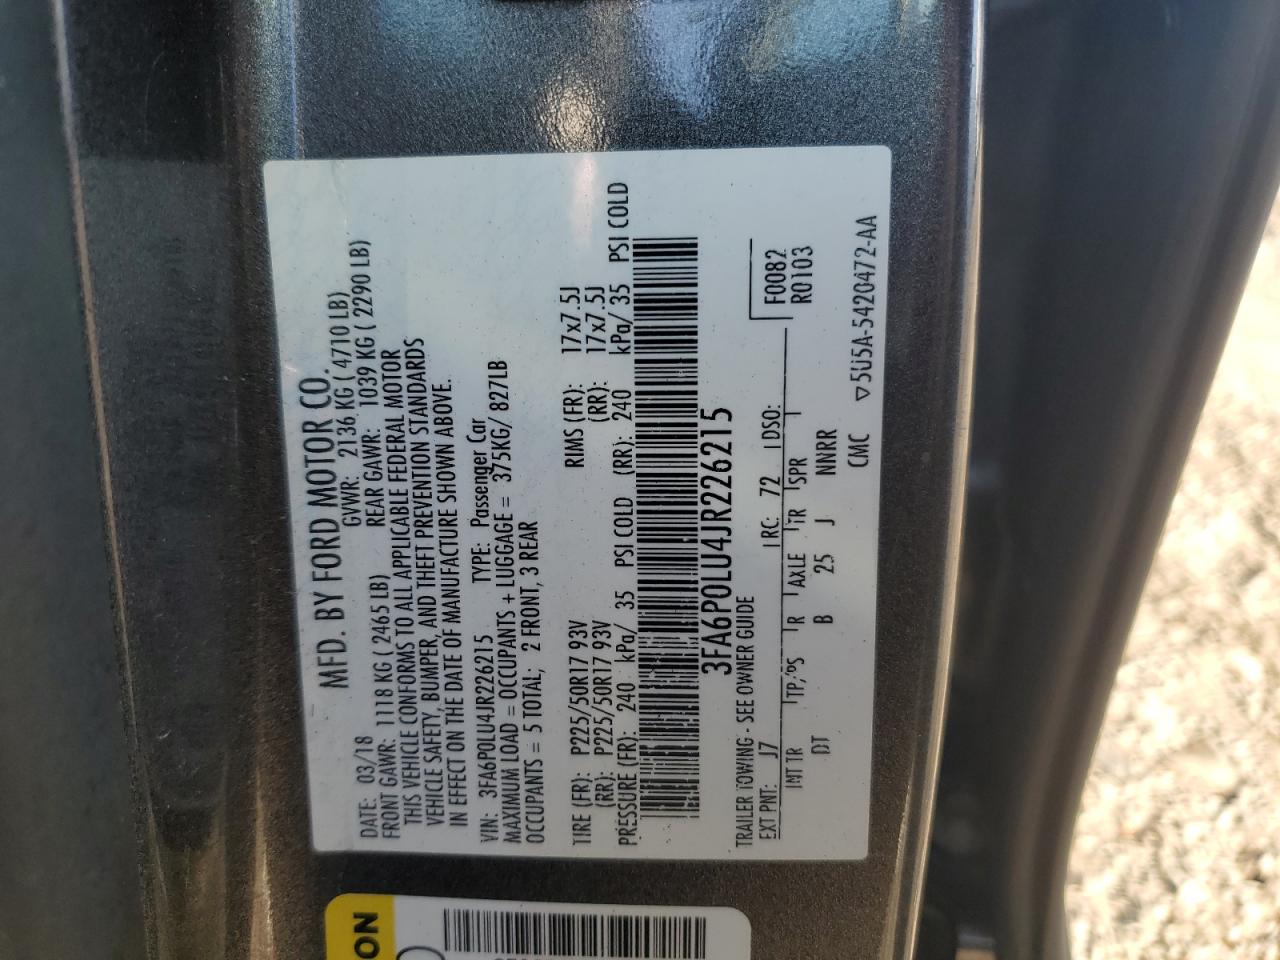 MFD. BY FORD MOTOR CO.
DATE: 03/18 GVWR: 2136 KG ( 4710 LB)
FRONT GAWR: 1118 KG ( 2465 LB) REAR GAWR: 1039 KG ( 2290 LB)
THIS VEHICLE CONFORMS TO ALL APPLICABLE FEDERAL MOTOR
VEHICLE SAFETY, BUMPER, AND THEFT PREVENTION STANDARDS
IN EFFECT ON THE DATE OF MANUFACTURE SHOWN ABOVE.
VIN: 3FA6P0LU4JR226215 TYPE: Passenger Car
MAXIMUM LOAD = OCCUPANTS + LUGGAGE = 375KG/ 827LB
OCCUPANTS = 5 TOTAL; 2 FRONT, 3 REAR
TIRE (FR): P225/50R17 93V RIMS (FR): 17x7.5J
(RR): P225/50R17 93V (RR): 17x7.5J
PRESSURE (FR): 240 kPa/ 35 PSI COLD (RR): 240 kPa/ 35 PSI COLD
3FA6P0LU4JR226215
TRAILER TOWING - SEE OWNER GUIDE
EXT PNT: J7 RC: 72 DSO: F0082
R0103
INT TR TP/PS R AXLE TR SPR
DT B 25 J NNRR
CMC ▽5U5A-5420472-AA
ON